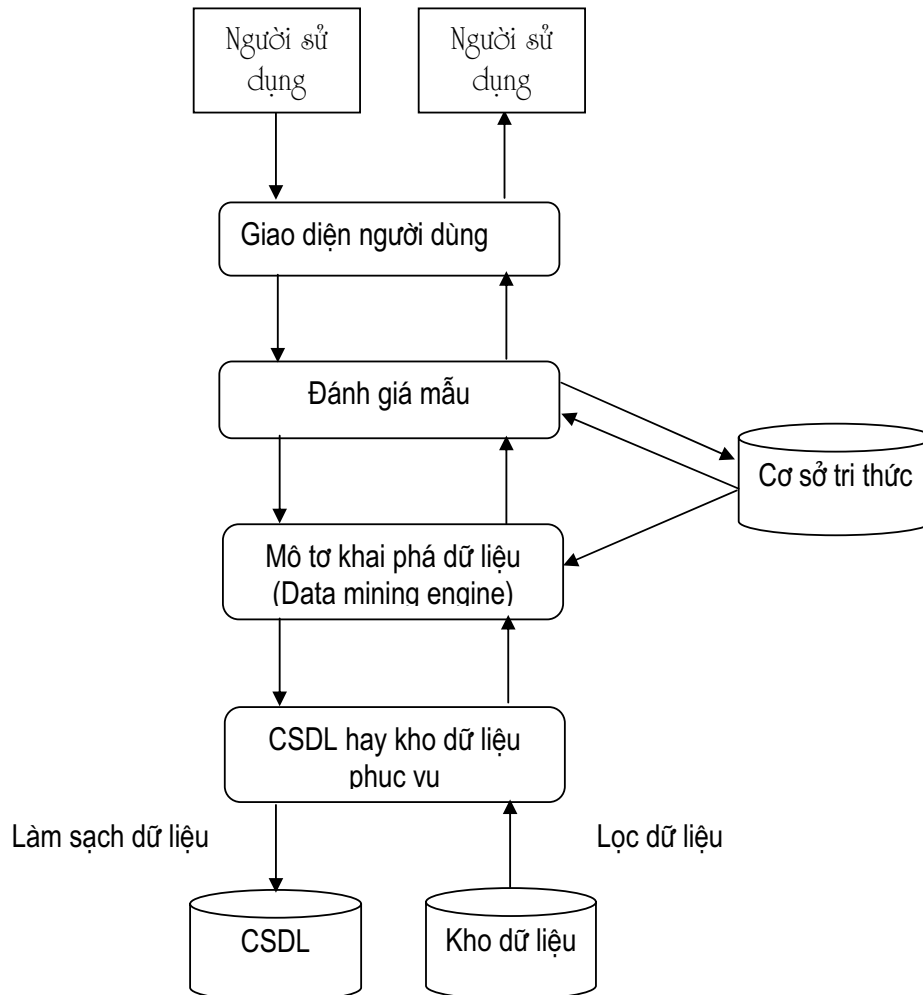 Người sử
dụng
Người sử
dụng
Giao diện người dùng
Đánh giá mẫu
Cơ sở tri thức
Mô tơ khai phá dữ liệu
(Data mining engine)
CSDL hay kho dữ liệu
phục vụ
Làm sạch dữ liệu
Lọc dữ liệu
CSDL
Kho dữ liệu